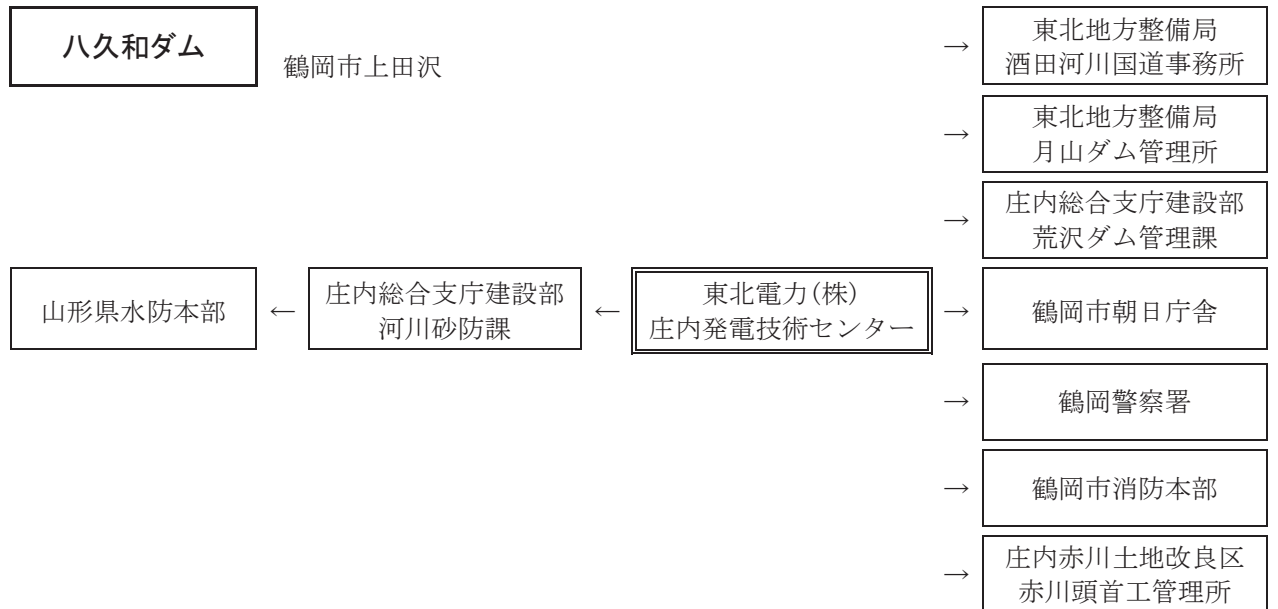 八久和ダム
鶴岡市上田沢
→
東北地方整備局
酒田河川国道事務所
→
東北地方整備局
月山ダム管理所
→
庄内総合支庁建設部
荒沢ダム管理課
山形県水防本部
←
庄内総合支庁建設部
河川砂防課
←
東北電力(株)
庄内発電技術センター
→
鶴岡市朝日庁舎
→
鶴岡警察署
→
鶴岡市消防本部
→
庄内赤川土地改良区
赤川頭首工管理所